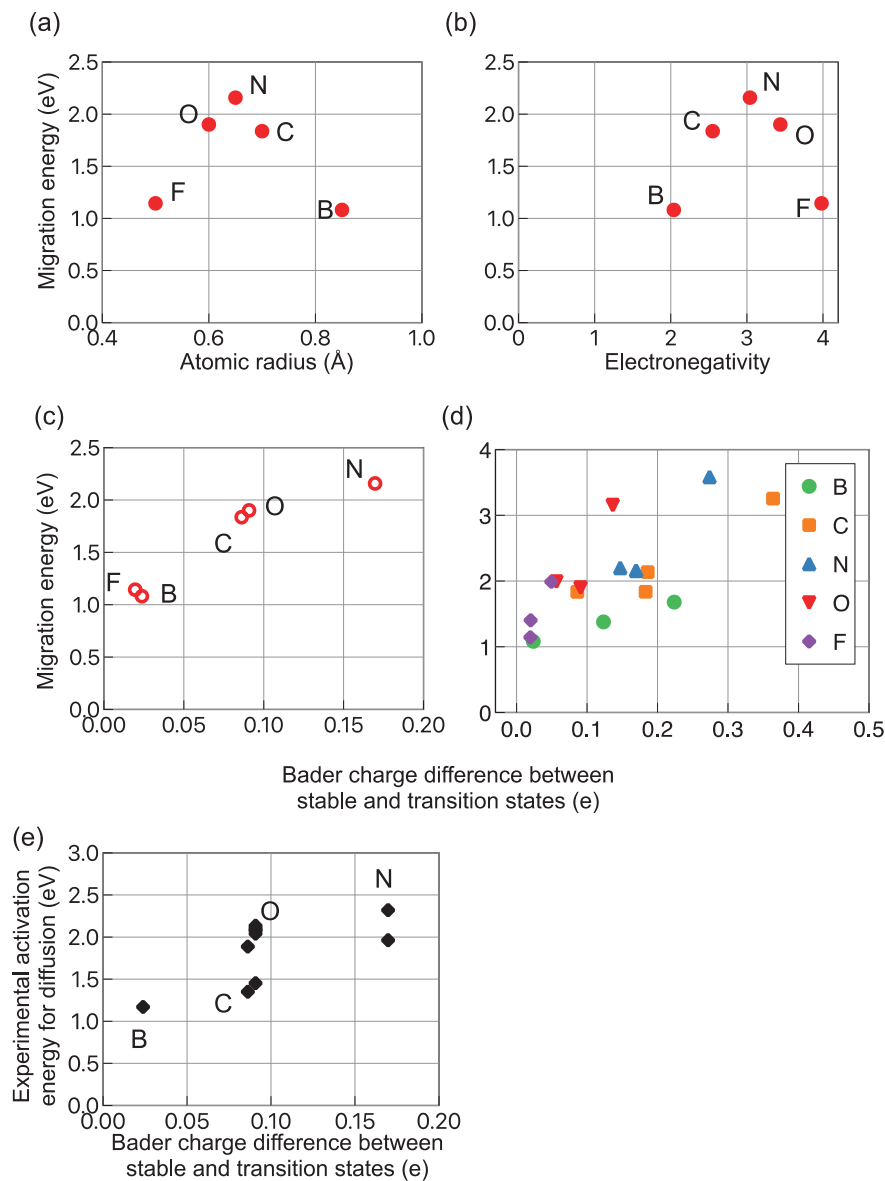 (a)
(b)
Migration energy (eV)
2.5
2.0
1.5
1.0
0.5
0.0
0.4
0.6
0.8
1.0
Atomic radius (Å)
N
O
C
F
B
2.5
2.0
1.5
1.0
0.5
0.0
0
1
2
3
4
Electronegativity
N
C
O
B
F
(c)
(d)
Migration energy (eV)
2.5
2.0
1.5
1.0
0.5
0.0
0.00
0.05
0.10
0.15
0.20
N
O
C
F
B
4
3
2
1
0
0.0
0.1
0.2
0.3
0.4
0.5
B
C
N
O
F
Bader charge difference between
stable and transition states (e)
(e)
Experimental activation
energy for diffusion (eV)
3.0
2.5
2.0
1.5
1.0
0.5
0.0
0.00
0.05
0.10
0.15
0.20
N
O
C
B
Bader charge difference between
stable and transition states (e)